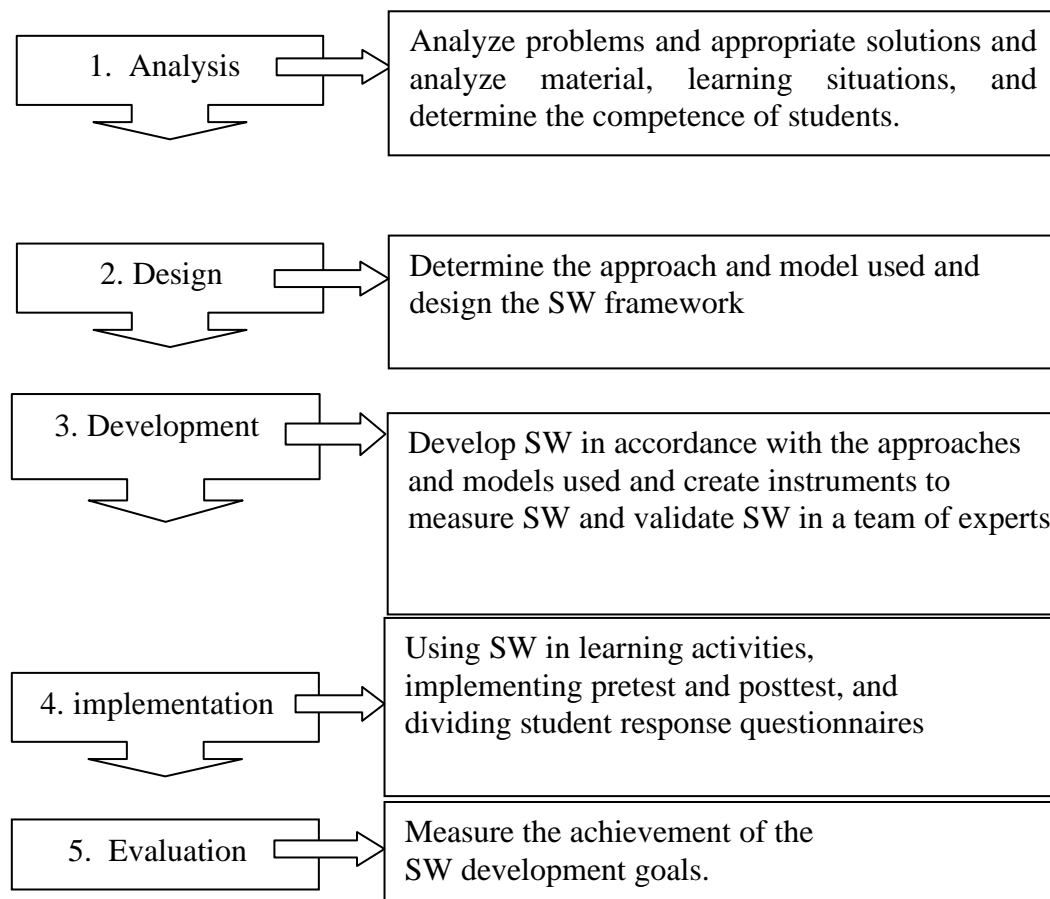 1. Analysis
Analyze problems and appropriate solutions and
analyze material, learning situations, and
determine the competence of students.
2. Design
Determine the approach and model used and
design the SW framework
3. Development
Develop SW in accordance with the approaches
and models used and create instruments to
measure SW and validate SW in a team of experts
4. implementation
Using SW in learning activities,
implementing pretest and posttest, and
dividing student response questionnaires
5. Evaluation
Measure the achievement of the
SW development goals.